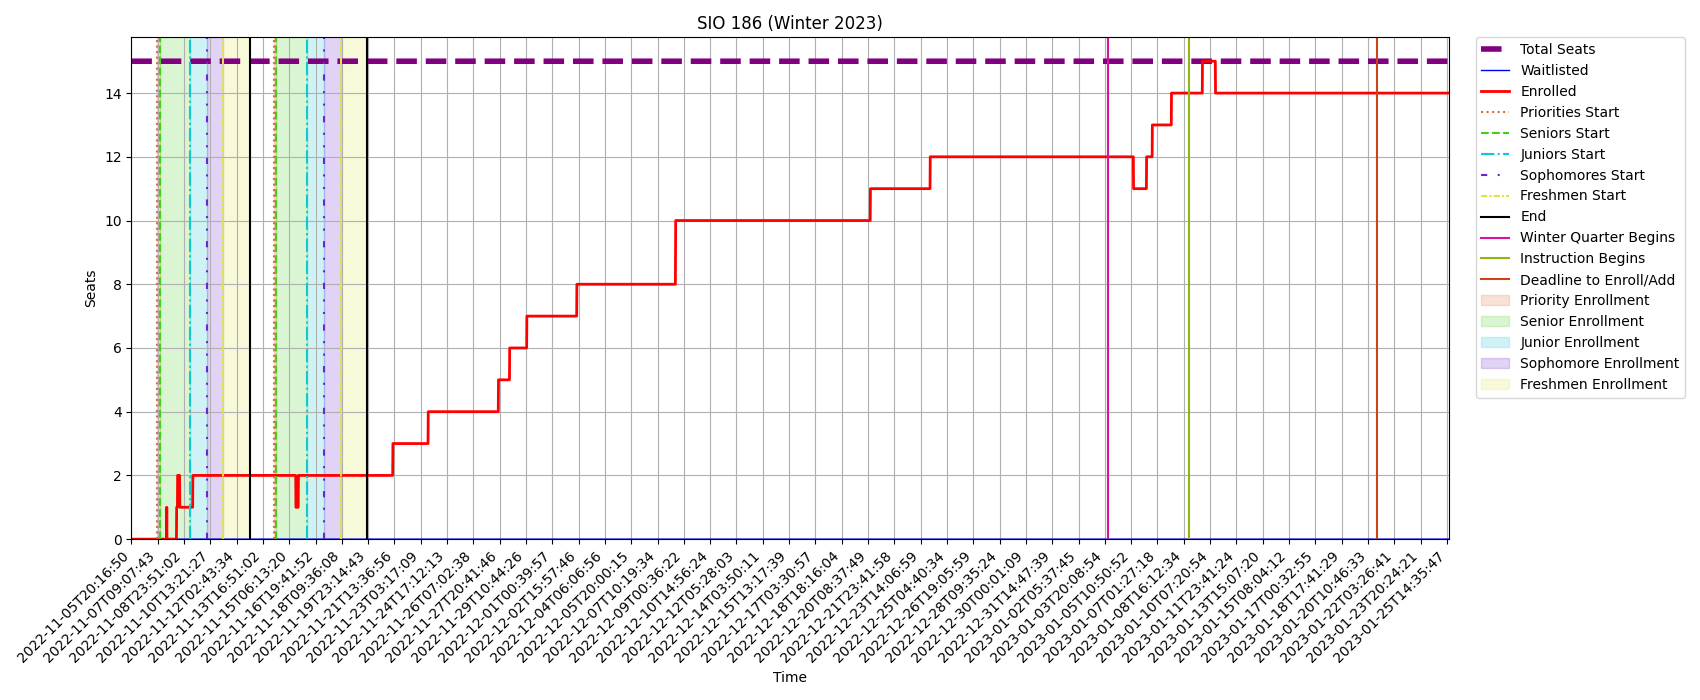 SIO 186 (Winter 2023)
Seats
14
12
10
8
6
4
2
0
2022-11-05T20:16:50
2022-11-07T09:07:43
2022-11-08T23:51:02
2022-11-10T13:21:27
2022-11-12T02:43:34
2022-11-13T16:51:02
2022-11-15T06:13:20
2022-11-16T19:41:52
2022-11-18T09:36:08
2022-11-19T23:14:43
2022-11-21T13:36:56
2022-11-23T03:17:09
2022-11-24T17:12:13
2022-11-26T07:02:38
2022-11-27T20:41:46
2022-11-29T10:44:26
2022-12-01T00:39:57
2022-12-02T15:57:46
2022-12-04T06:06:56
2022-12-05T20:00:15
2022-12-07T10:19:34
2022-12-09T00:36:22
2022-12-10T14:56:24
2022-12-12T05:28:03
2022-12-14T03:50:11
2022-12-15T13:17:39
2022-12-17T03:30:57
2022-12-18T18:16:04
2022-12-20T08:37:49
2022-12-21T23:41:58
2022-12-23T14:06:59
2022-12-25T04:40:34
2022-12-26T19:05:59
2022-12-28T09:35:24
2022-12-30T00:01:09
2022-12-31T14:47:39
2023-01-02T05:37:45
2023-01-03T20:08:54
2023-01-05T10:50:52
2023-01-07T01:27:18
2023-01-08T16:12:34
2023-01-10T07:20:54
2023-01-11T23:41:24
2023-01-13T15:07:20
2023-01-15T08:04:12
2023-01-17T00:32:55
2023-01-18T17:41:29
2023-01-20T10:46:33
2023-01-22T03:26:41
2023-01-23T20:24:21
2023-01-25T14:35:47
Time
Total Seats
Waitlisted
Enrolled
Priorities Start
Seniors Start
Juniors Start
Sophomores Start
Freshmen Start
End
Winter Quarter Begins
Instruction Begins
Deadline to Enroll/Add
Priority Enrollment
Senior Enrollment
Junior Enrollment
Sophomore Enrollment
Freshmen Enrollment